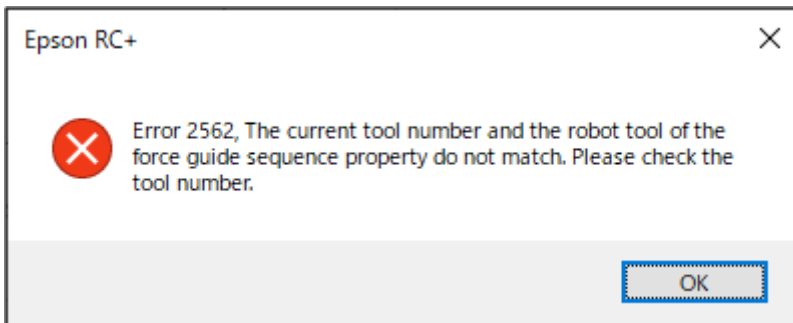 Epson RC+
Error 2562, The current tool number and the robot tool of the
force guide sequence property do not match. Please check the
tool number.
OK